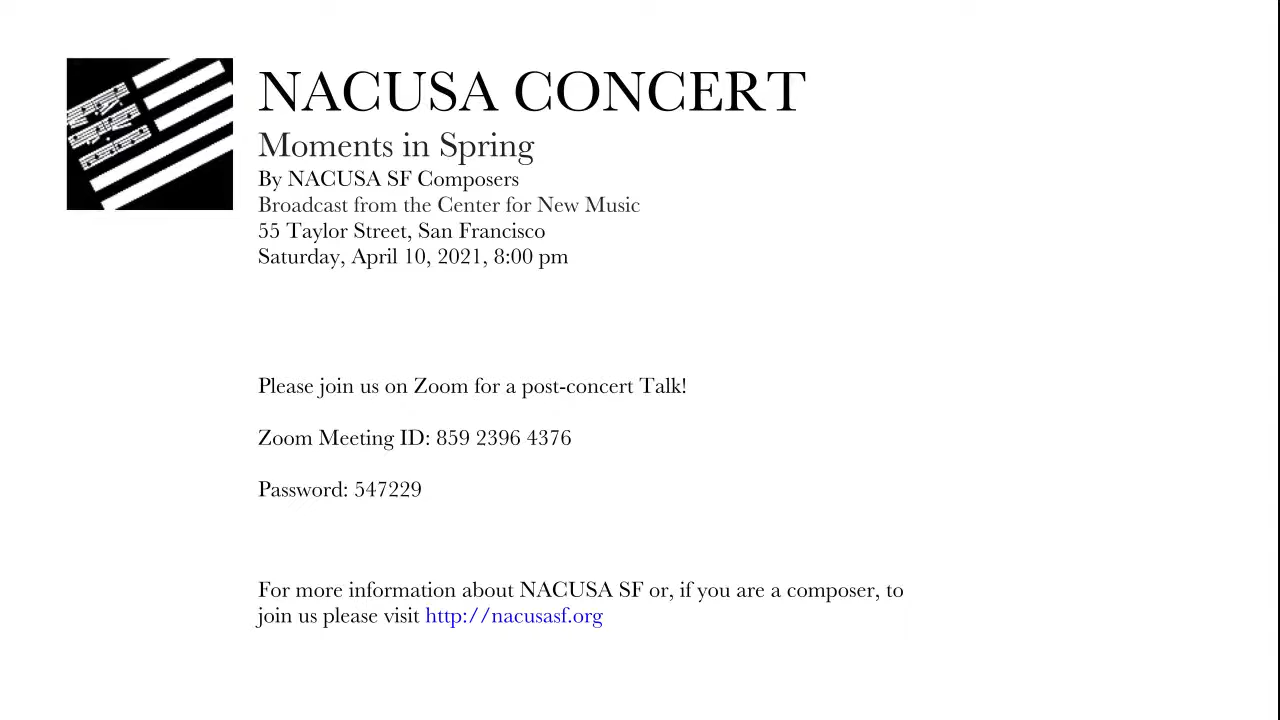 NACUSA CONCERT
Moments in Spring
By NACUSA SF Composers
Broadcast from the Center for New Music
55 Taylor Street, San Francisco
Saturday, April 10, 2021, 8:00 pm
Please join us on Zoom for a post-concert Talk!
Zoom Meeting ID: 859 2396 4376
Password: 547229
For more information about NACUSA SF or, if you are a composer, to
join us please visit http://nacusasf.org